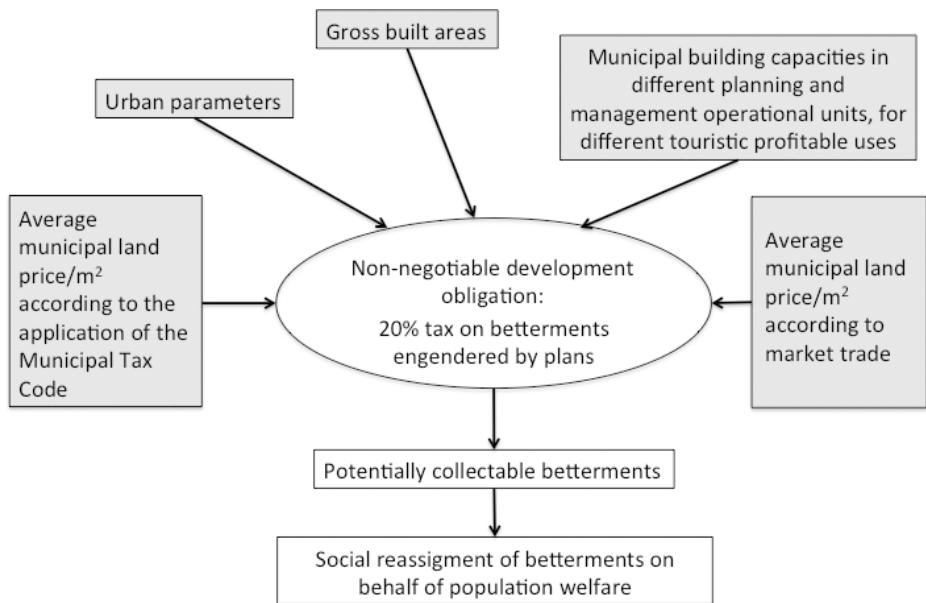 Gross built areas
Municipal building capacities in
different planning and
management operational units, for
different touristic profitable uses
Urban parameters
Average
municipal land
price/m²
according to the
application of the
Municipal Tax
Code
Non-negotiable development
obligation:
20% tax on betterments
engendered by plans
Average
municipal land
price/m²
according to
market trade
Potentially collectable betterments
Social reassigment of betterments on
behalf of population welfare